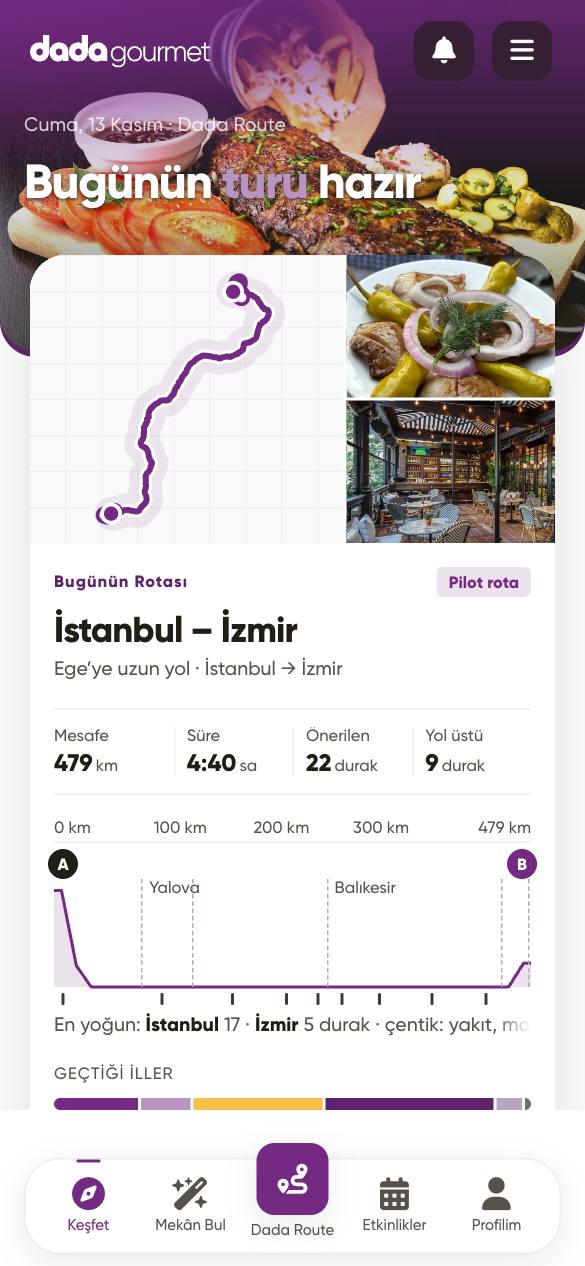 dada gourmet
Cuma, 13 Kasım · Dada Route
Bugünün turu hazır
Bugünün Rotası
Pilot rota
İstanbul – İzmir
Ege’ye uzun yol · İstanbul → İzmir
Mesafe
Süre
Önerilen
Yol üstü
479 km
4:40 sa
22 durak
9 durak
0 km 100 km 200 km 300 km 479 km
A B
Yalova Balıkesir
En yoğun: İstanbul 17 · İzmir 5 durak · çentik: yakıt,
GEÇTİĞİ İLLER
Keşfet
Mekân Bul
Dada Route
Etkinlikler
Profilim